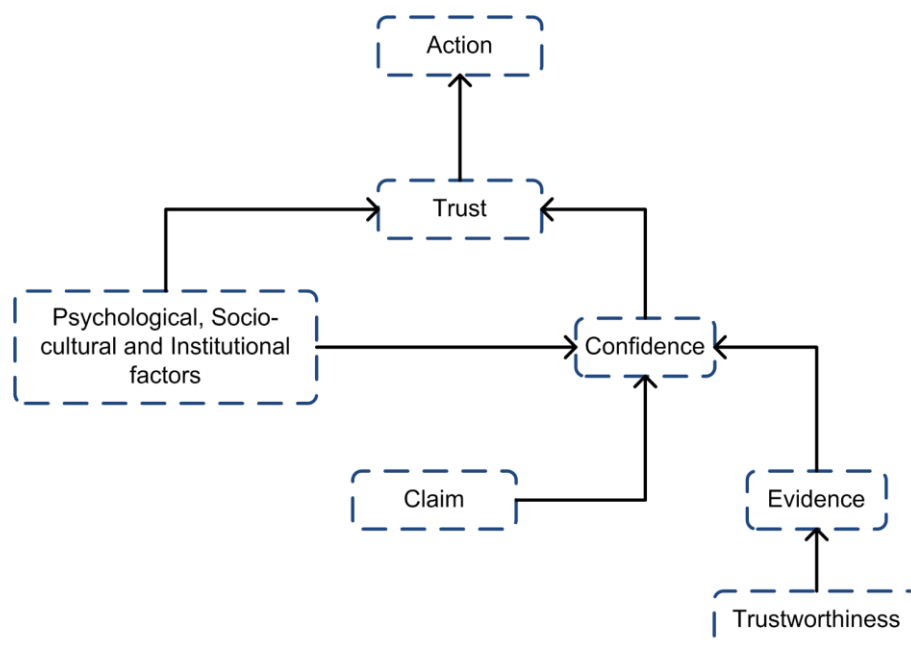 Action
Trust
Psychological, Socio-
cultural and Institutional
factors
Confidence
Claim
Evidence
Trustworthiness